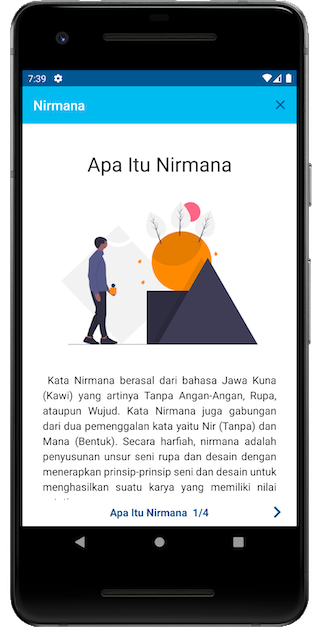 7:39
Nirmana
Apa Itu Nirmana
Kata Nirmana berasal dari bahasa Jawa Kuna
(Kawi) yang artinya Tanpa Angan-Angan, Rupa,
ataupun Wujud. Kata Nirmana juga gabungan
dari dua pemenggalan kata yaitu Nir (Tanpa) dan
Mana (Bentuk). Secara harfiah, nirmana adalah
penyusunan unsur seni rupa dan desain dengan
menerapkan prinsip-prinsip seni dan desain untuk
menghasilkan suatu karya yang memiliki nilai
Apa Itu Nirmana 1/4